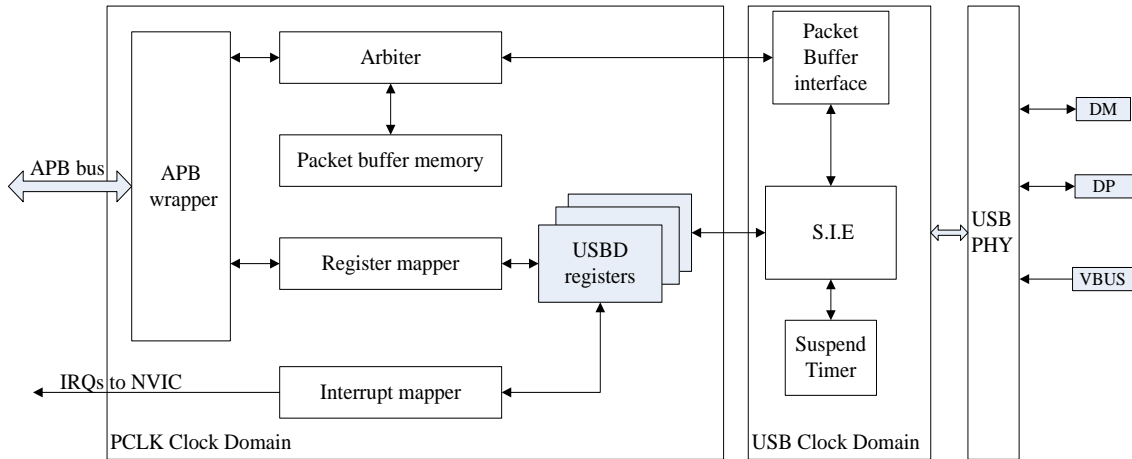 Arbiter
Packet
Buffer
interface
DM
Packet buffer memory
APB bus
APB
wrapper
DP
USBD
registers
S.I.E
USB
PHY
Register mapper
VBUS
Suspend
Timer
IRQs to NVIC
Interrupt mapper
PCLK Clock Domain
USB Clock Domain